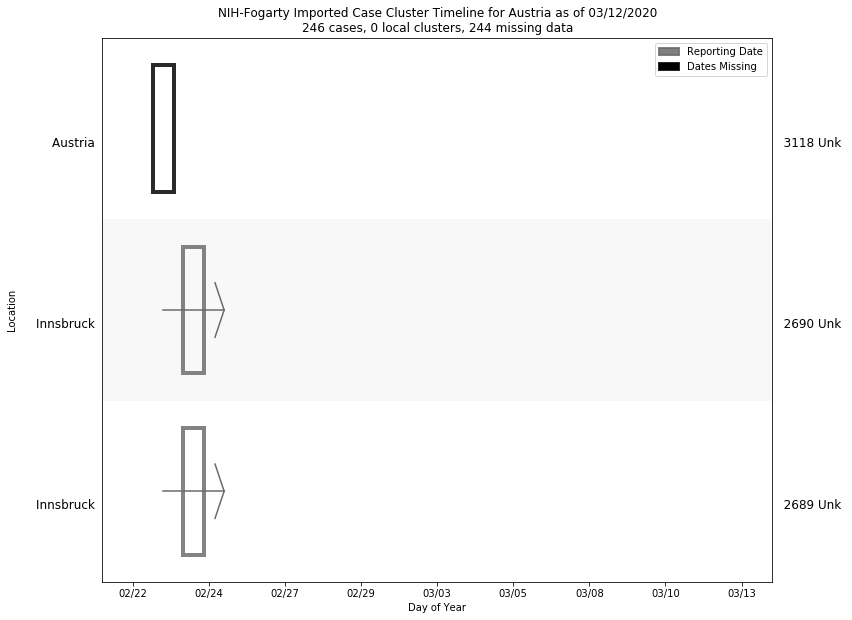 NIH-Fogarty Imported Case Cluster Timeline for Austria as of 03/12/2020
246 cases, 0 local clusters, 244 missing data
Reporting Date
Dates Missing
Austria
3118 Unk
Innsbruck
2690 Unk
Innsbruck
2689 Unk
Location
02/22
02/24
02/27
02/29
03/03
03/05
03/08
03/10
03/13
Day of Year